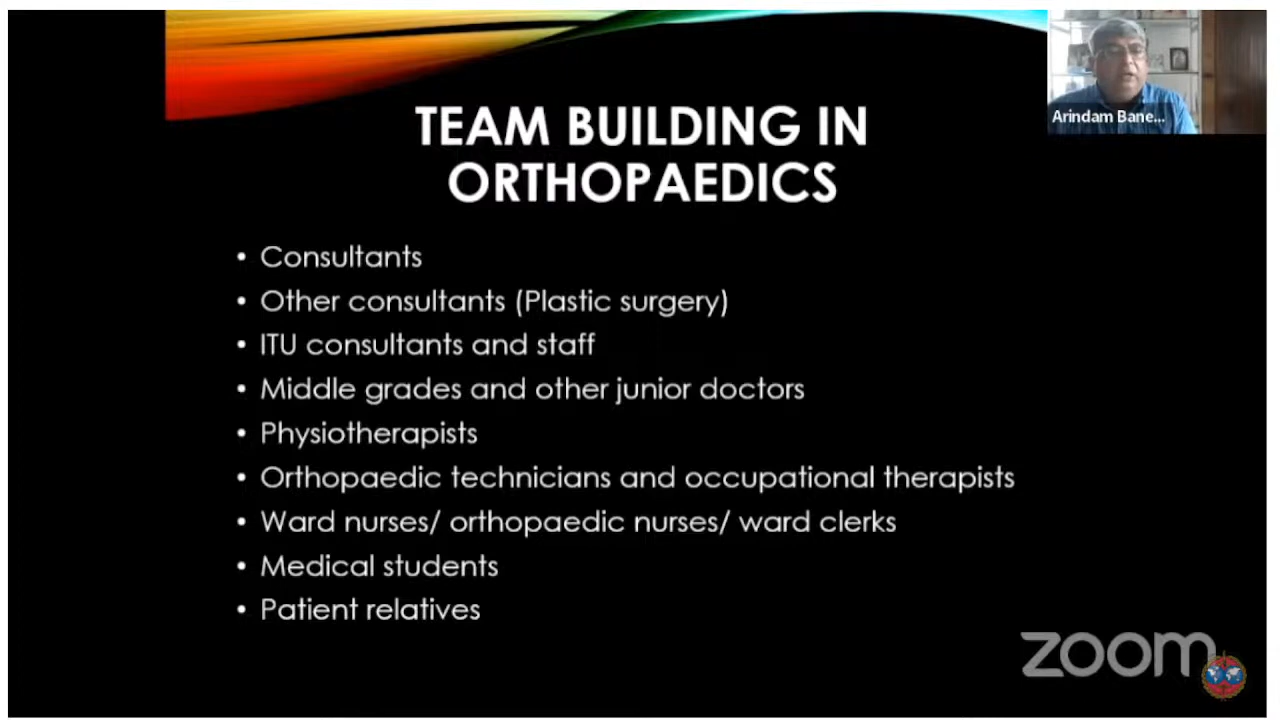 TEAM BUILDING IN
ORTHOPAEDICS
Arindam Bane...
• Consultants
• Other consultants (Plastic surgery)
• ITU consultants and staff
• Middle grades and other junior doctors
• Physiotherapists
• Orthopaedic technicians and occupational therapists
• Ward nurses/ orthopaedic nurses/ ward clerks
• Medical students
• Patient relatives
zoom